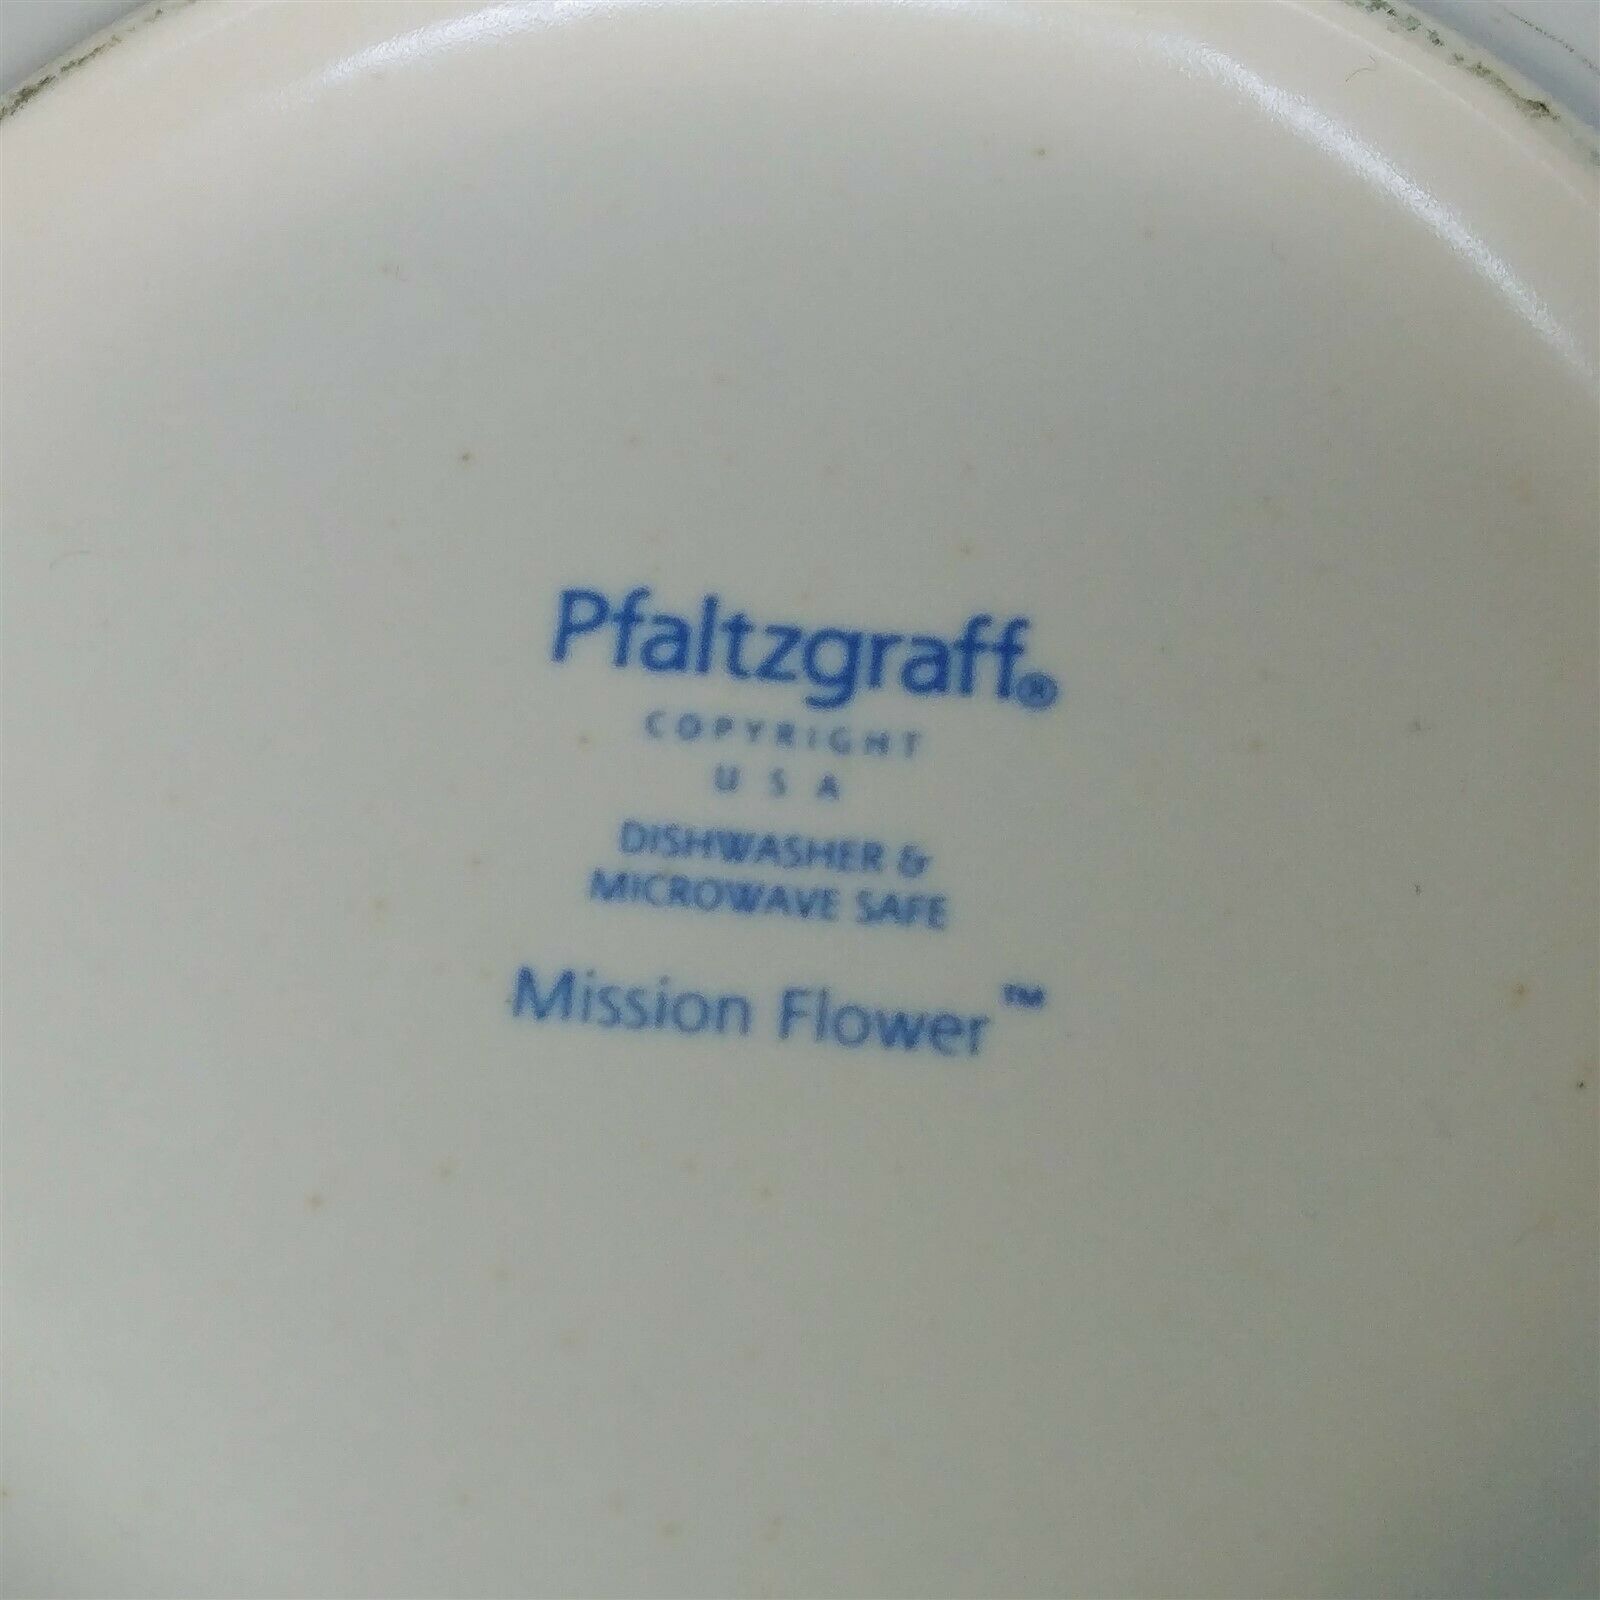 Pfaltzgraff®
COPYRIGHT
USA
DISHWASHER &
MICROWAVE SAFE
Mission Flower™